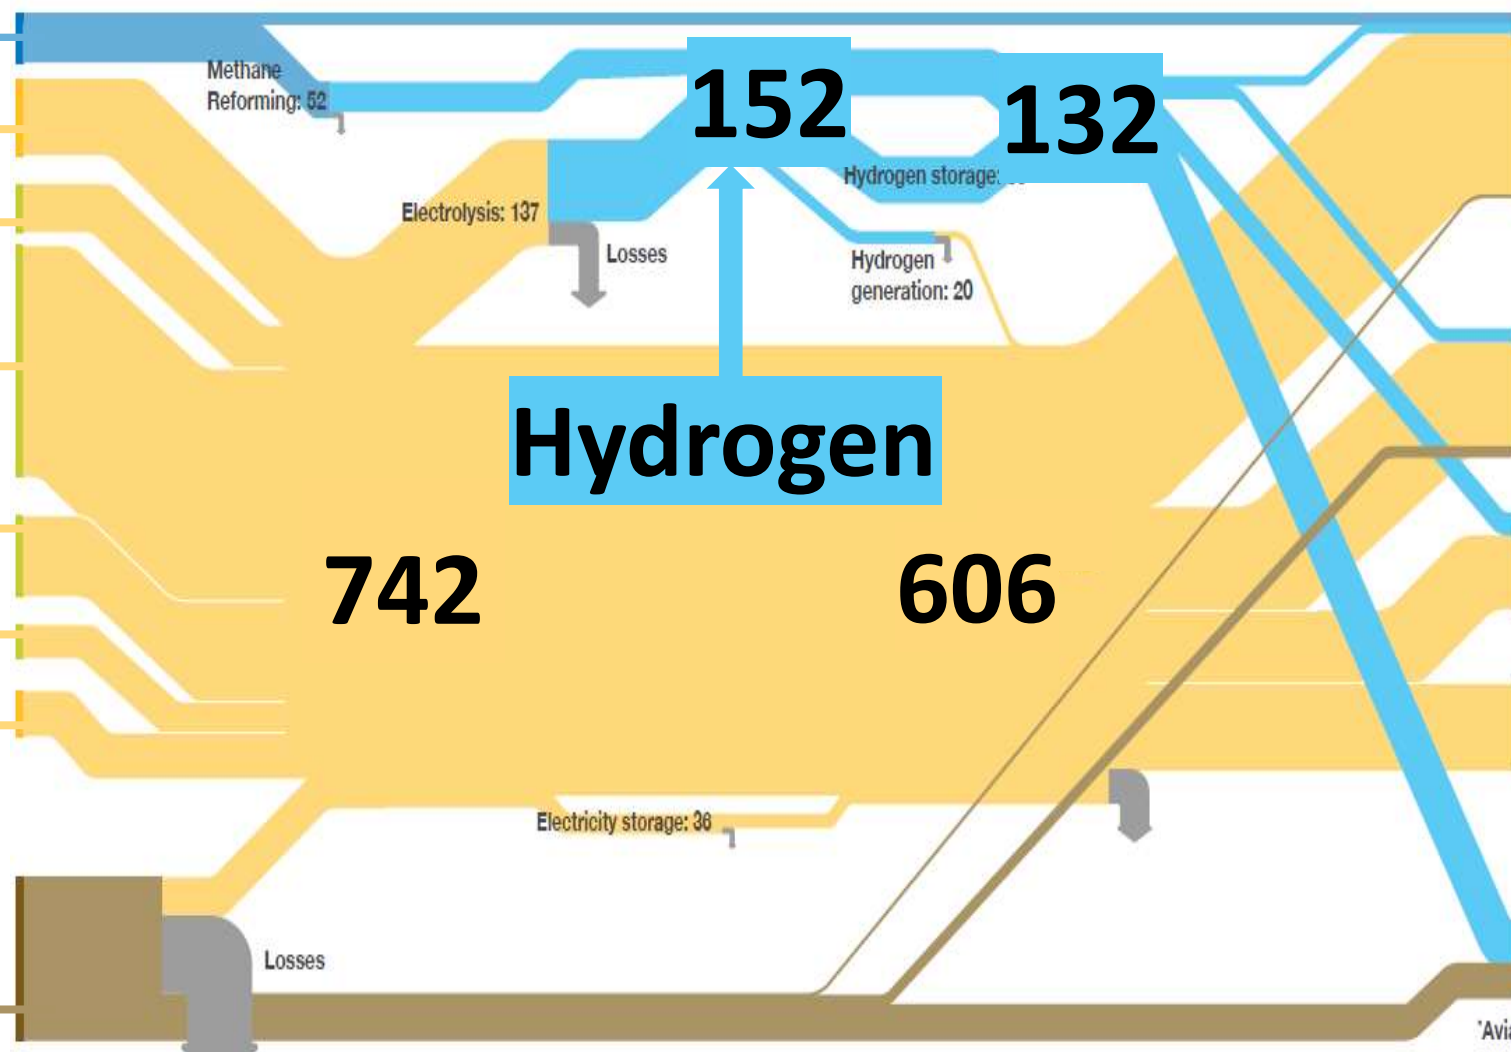 Methane
Reforming: 52
152
132
Hydrogen storage:
Electrolysis: 137
Losses
Hydrogen
generation: 20
Hydrogen
742
606
Electricity storage: 36
Losses